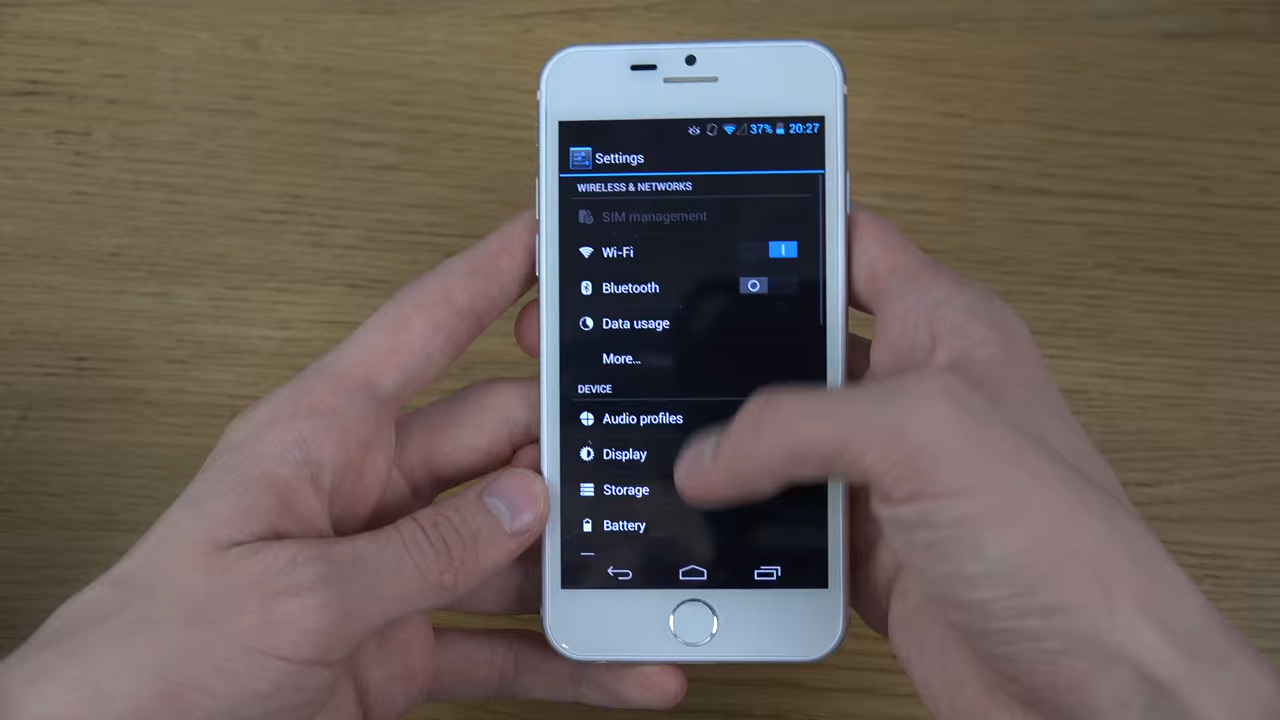 37% 20:27
Settings
WIRELESS & NETWORKS
SIM management
Wi-Fi
Bluetooth
Data usage
More...
DEVICE
Audio profiles
Display
Storage
Battery